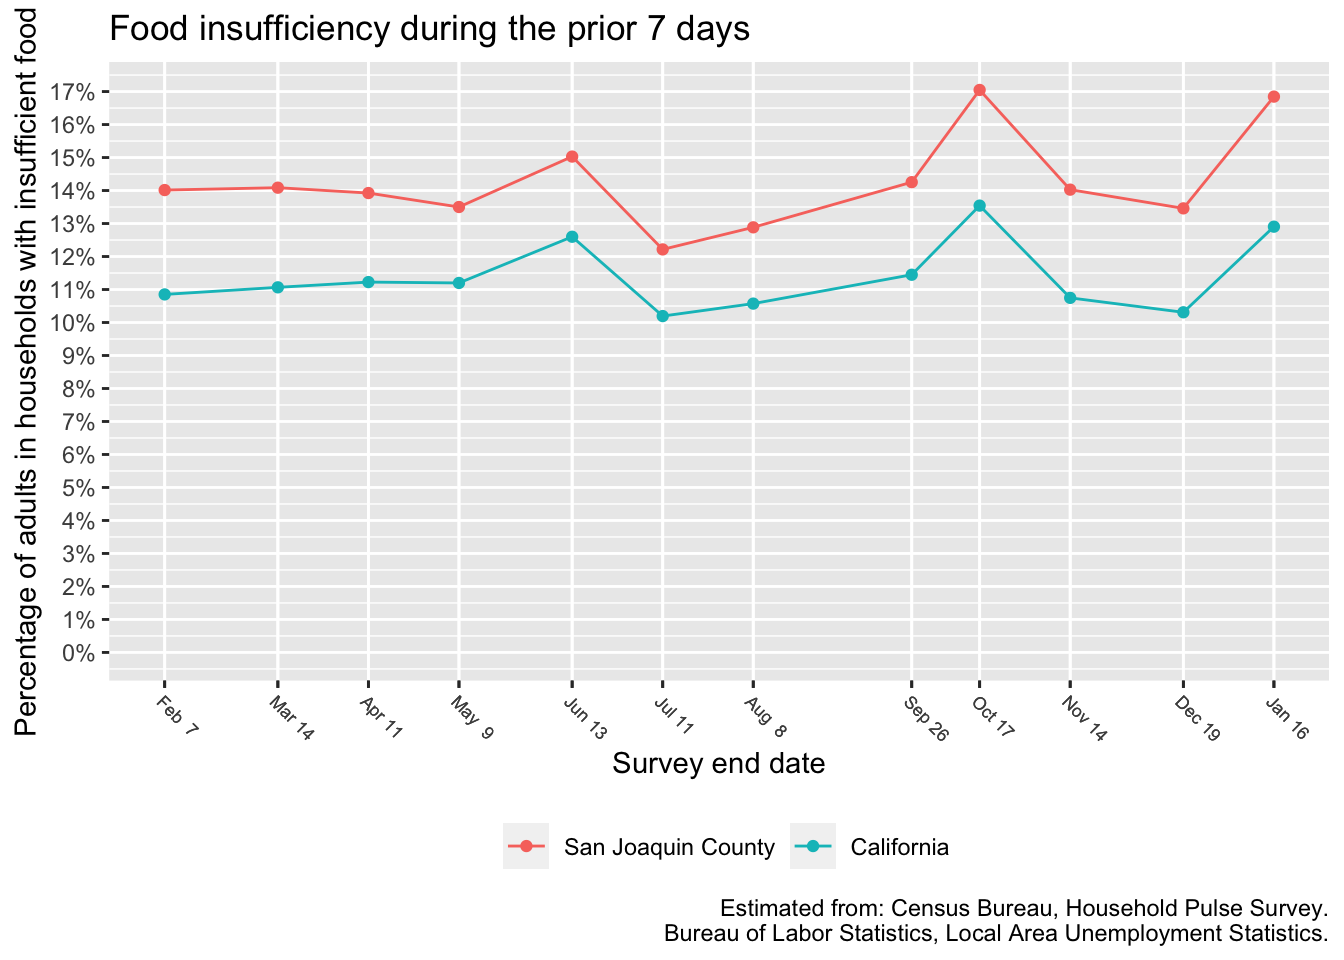 Food insufficiency during the prior 7 days
Percentage of adults in households with insufficient food
17%
16%
15%
14%
13%
12%
11%
10%
9%
8%
7%
6%
5%
4%
3%
2%
1%
0%
Feb 7
Mar 14
Apr 11
May 9
Jun 13
Jul 11
Aug 8
Sep 26
Oct 17
Nov 14
Dec 19
Jan 16
Survey end date
San Joaquin County
California
Estimated from: Census Bureau, Household Pulse Survey.
Bureau of Labor Statistics, Local Area Unemployment Statistics.